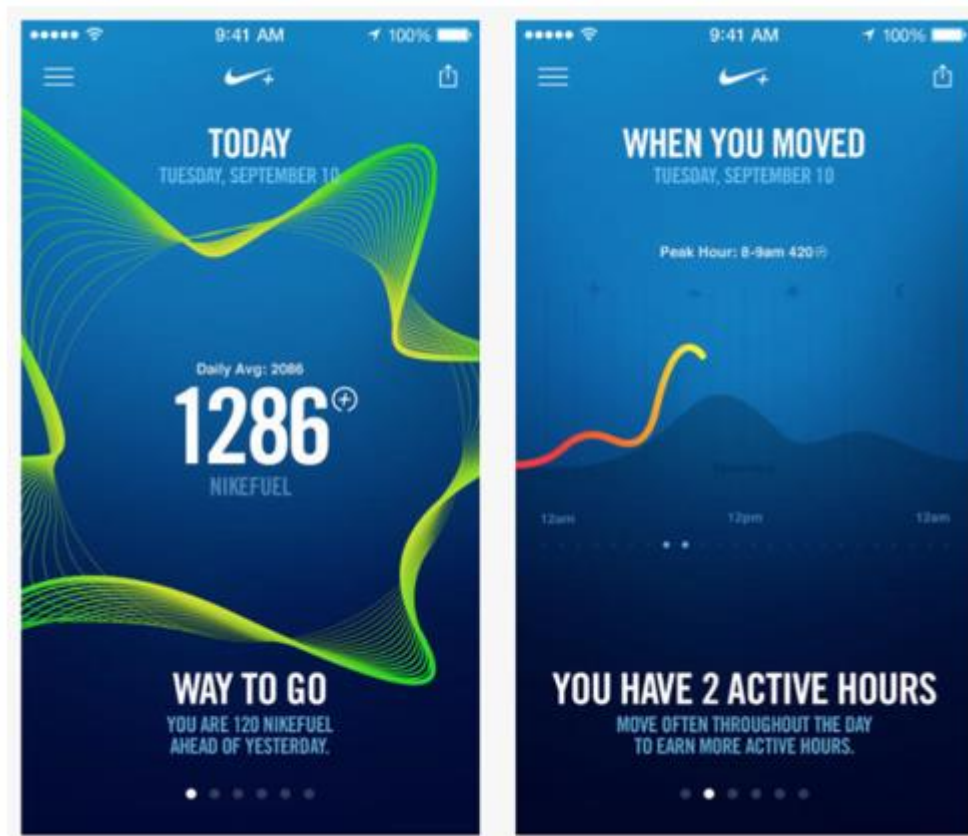 9:41 AM
100%
TODAY
TUESDAY, SEPTEMBER 10
Daily Avg: 2086
1286
NIKEFUEL
WAY TO GO
YOU ARE 120 NIKEFUEL
AHEAD OF YESTERDAY.
9:41 AM
100%
WHEN YOU MOVED
TUESDAY, SEPTEMBER 10
Peak Hour: 8-9am 420
12am 12pm 12am
YOU HAVE 2 ACTIVE HOURS
MOVE OFTEN THROUGHOUT THE DAY
TO EARN MORE ACTIVE HOURS.